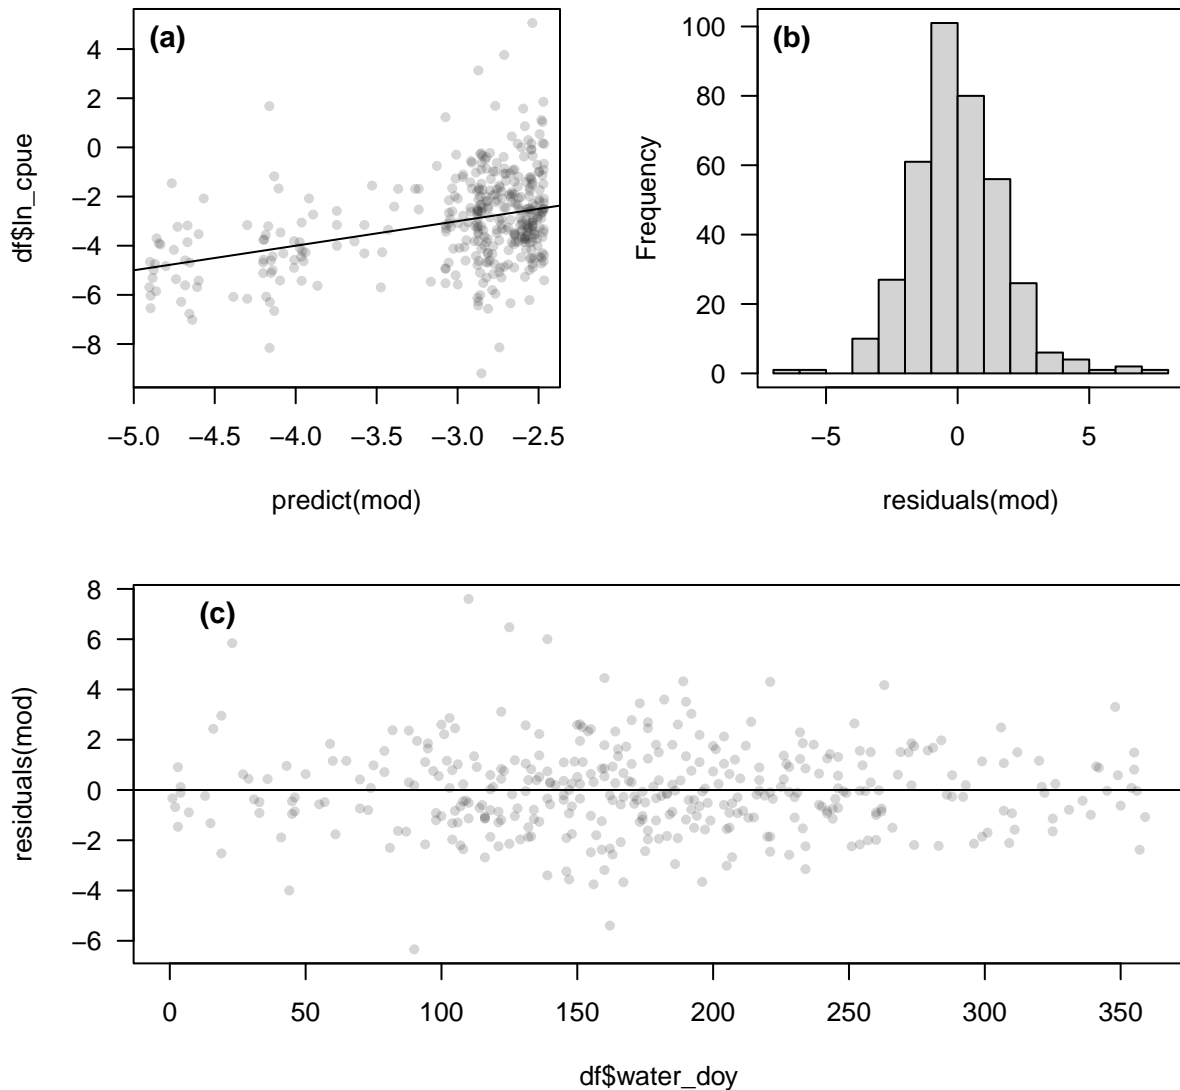 (a)
df$ln_cpue
4
2
0
−2
−4
−6
−8
−5.0 −4.5 −4.0 −3.5 −3.0 −2.5
predict(mod)
(b)
Frequency
100
80
60
40
20
0
−5 0 5
residuals(mod)
(c)
residuals(mod)
8
6
4
2
0
−2
−4
−6
0 50 100 150 200 250 300 350
df$water_doy